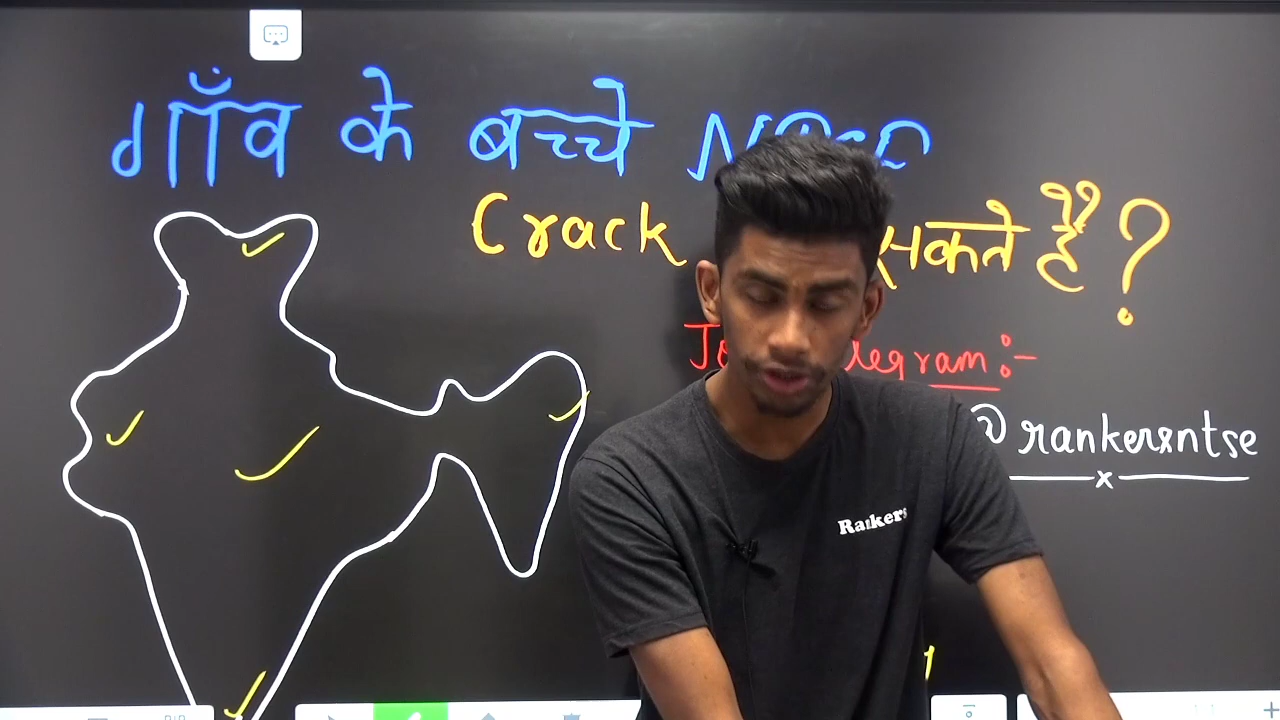 गाँव के बच्चे
Crack सकते हैं ?
@rankersntse
Rankers